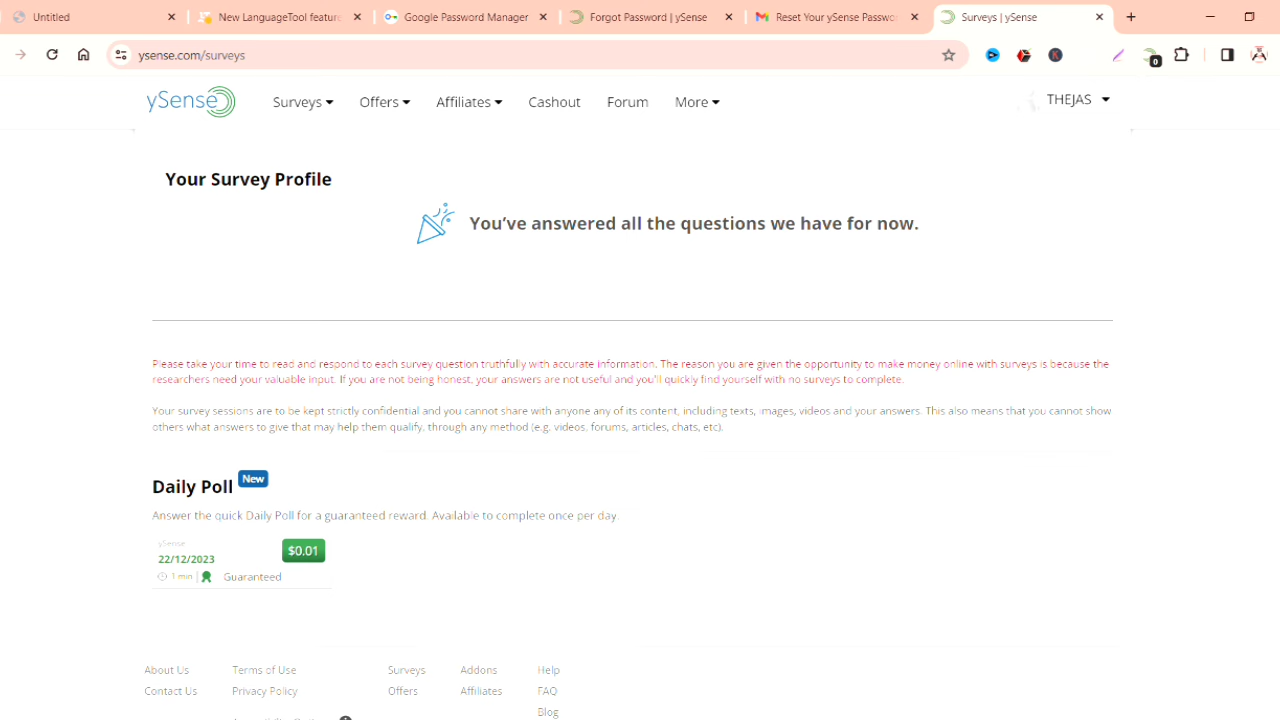 Untitled
New LanguageTool feature
Google Password Manager
Forgot Password | ySense
Reset Your ySense Passwo
Surveys | ySense
ysense.com/surveys
0
ySense
Surveys
Offers
Affiliates
Cashout
Forum
More
THEJAS
Your Survey Profile
You've answered all the questions we have for now.
Please take your time to read and respond to each survey question truthfully with accurate information. The reason you are given the opportunity to make money online with surveys is because the
researchers need your valuable input. If you are not being honest, your answers are not useful and you'll quickly find yourself with no surveys to complete.
Your survey sessions are to be kept strictly confidential and you cannot share with anyone any of its content, including texts, images, videos and your answers. This also means that you cannot show
others what answers to give that may help them qualify, through any method (e.g. videos, forums, articles, chats, etc).
Daily Poll New
Answer the quick Daily Poll for a guaranteed reward. Available to complete once per day.
ySense
22/12/2023
$0.01
1 min
Guaranteed
About Us
Terms of Use
Surveys
Addons
Help
Contact Us
Privacy Policy
Offers
Affiliates
FAQ
Blog